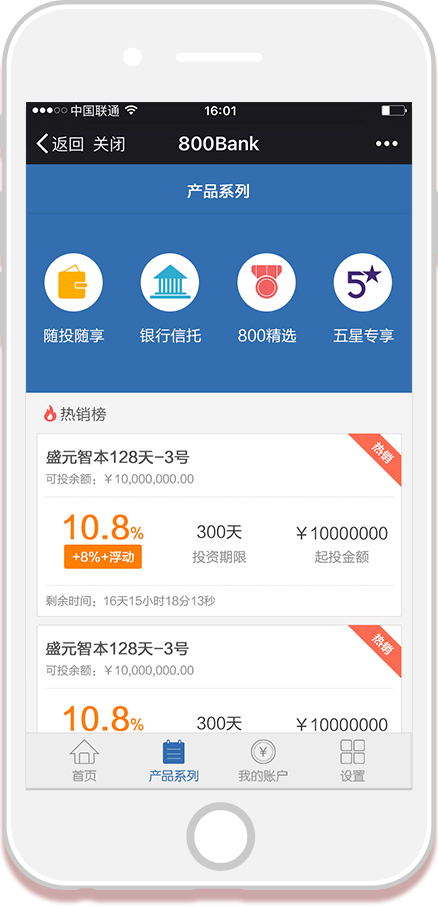 中国联通 16:01
返回 关闭 800Bank
产品系列
5
随投随享 银行信托 800精选 五星专享
热销榜
热销
盛元智本128天-3号
可投余额：￥10,000,000.00
10.8% 300天 ￥10000000
+8%+浮动 投资期限 起投金额
剩余时间：16天15小时18分13秒
热销
盛元智本128天-3号
可投余额：￥10,000,000.00
10.8% 300天 ￥10000000
¥
首页 产品系列 我的账户 设置